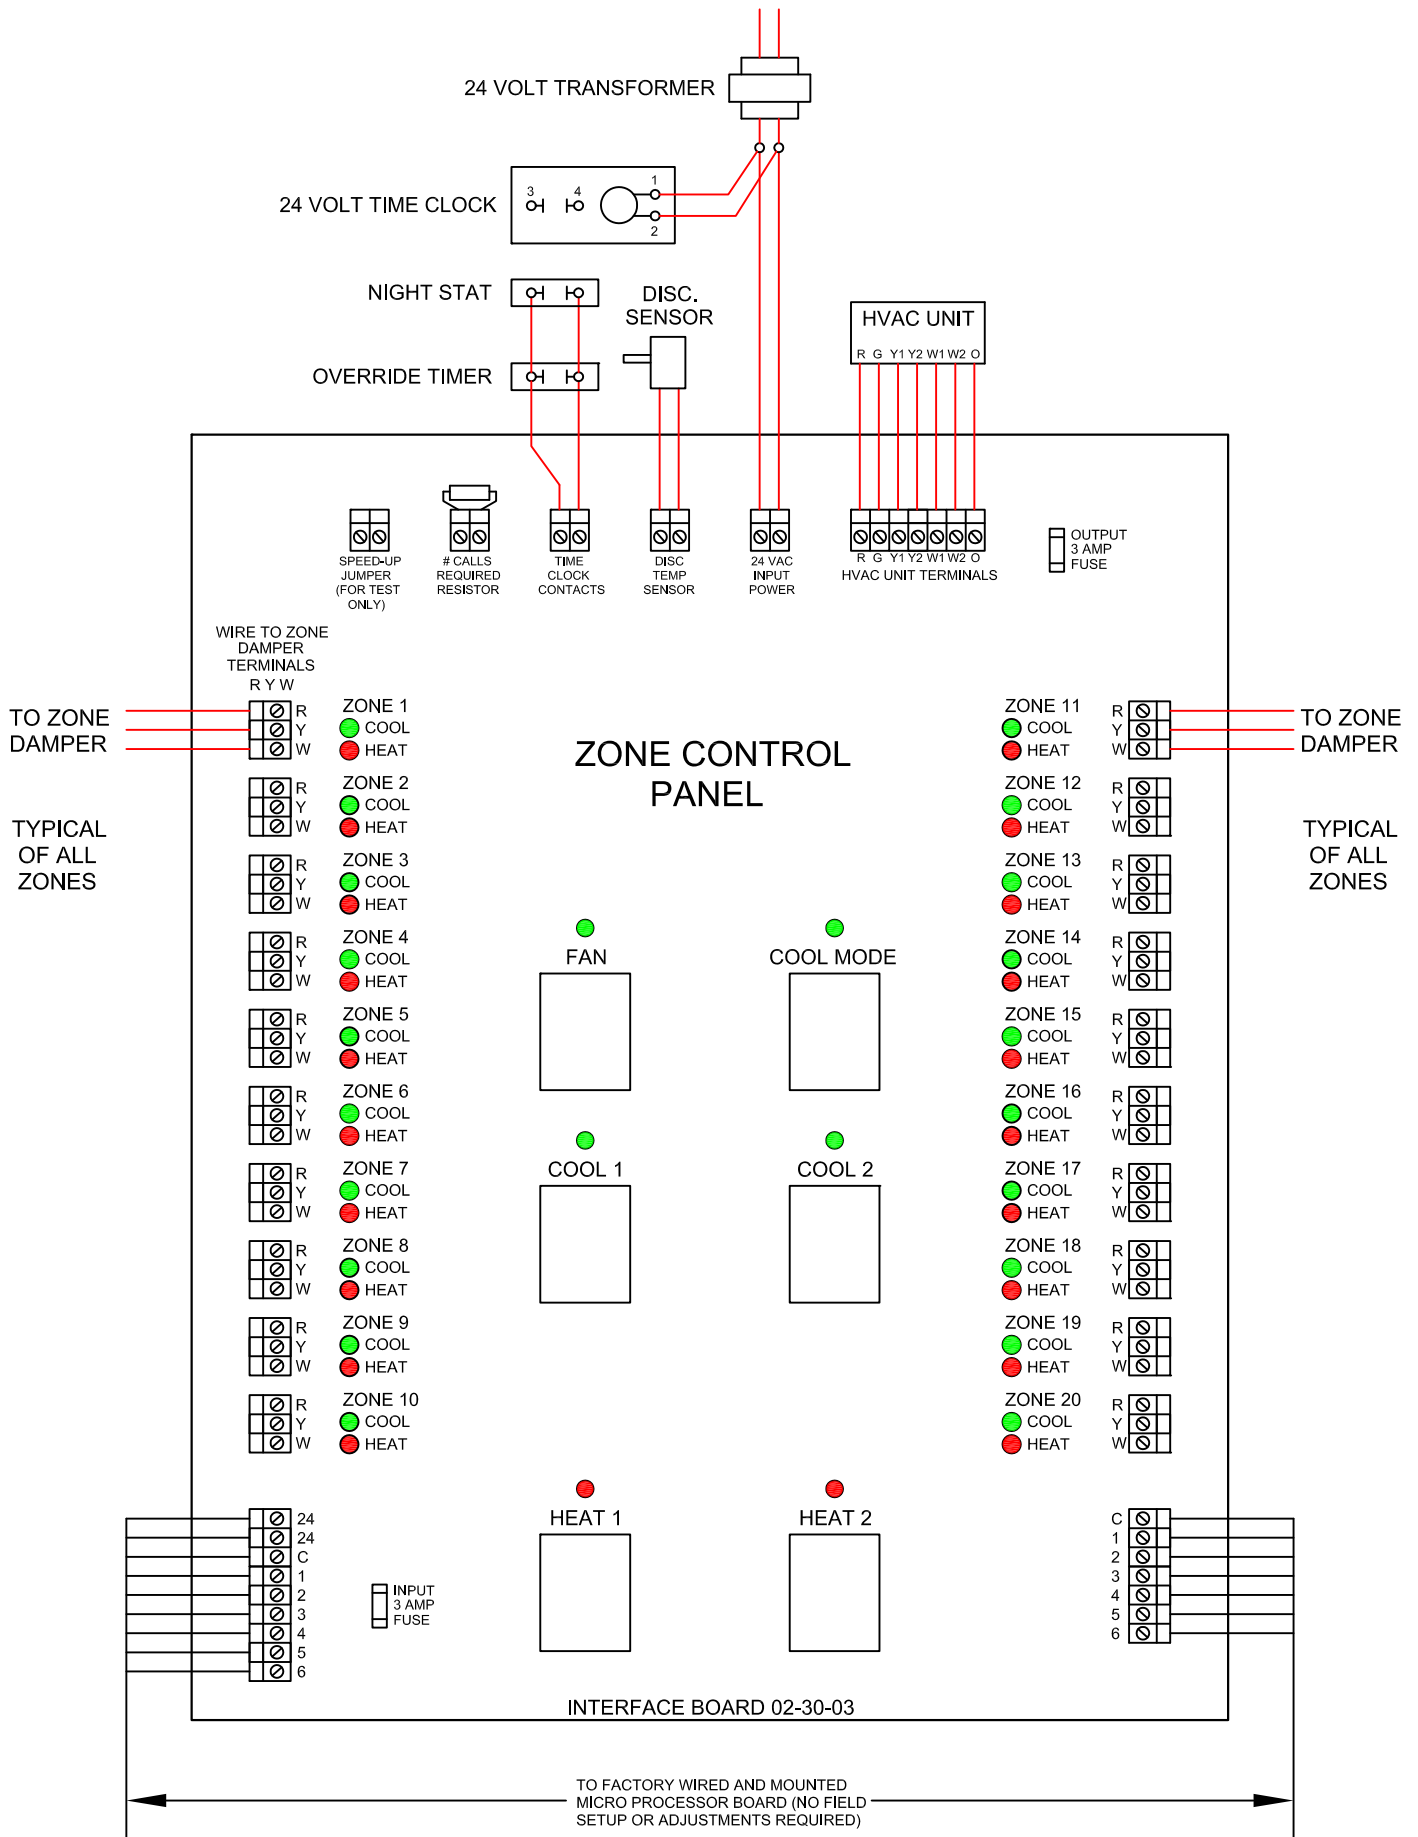 24 VOLT TRANSFORMER
24 VOLT TIME CLOCK
3 4 1
2
NIGHT STAT
DISC.
SENSOR
OVERRIDE TIMER
HVAC UNIT
R G Y1 Y2 W1 W2 O
SPEED-UP
JUMPER
(FOR TEST
ONLY)
# CALLS
REQUIRED
RESISTOR
TIME
CLOCK
CONTACTS
DISC
TEMP
SENSOR
24 VAC
INPUT
POWER
R G Y1 Y2 W1 W2 O
HVAC UNIT TERMINALS
OUTPUT
3 AMP
FUSE
WIRE TO ZONE
DAMPER
TERMINALS
R Y W
TO ZONE
DAMPER
TYPICAL
OF ALL
ZONES
ZONE CONTROL
PANEL
R
Y
W
ZONE 1
COOL
HEAT
R
Y
W
ZONE 2
COOL
HEAT
R
Y
W
ZONE 3
COOL
HEAT
R
Y
W
ZONE 4
COOL
HEAT
R
Y
W
ZONE 5
COOL
HEAT
R
Y
W
ZONE 6
COOL
HEAT
R
Y
W
ZONE 7
COOL
HEAT
R
Y
W
ZONE 8
COOL
HEAT
R
Y
W
ZONE 9
COOL
HEAT
R
Y
W
ZONE 10
COOL
HEAT
FAN
COOL MODE
COOL 1
COOL 2
HEAT 1
HEAT 2
ZONE 11
COOL
HEAT
R
Y
W
ZONE 12
COOL
HEAT
R
Y
W
ZONE 13
COOL
HEAT
R
Y
W
ZONE 14
COOL
HEAT
R
Y
W
ZONE 15
COOL
HEAT
R
Y
W
ZONE 16
COOL
HEAT
R
Y
W
ZONE 17
COOL
HEAT
R
Y
W
ZONE 18
COOL
HEAT
R
Y
W
ZONE 19
COOL
HEAT
R
Y
W
ZONE 20
COOL
HEAT
R
Y
W
TO ZONE
DAMPER
TYPICAL
OF ALL
ZONES
24
24
C
1
2
3
4
5
6
INPUT
3 AMP
FUSE
C
1
2
3
4
5
6
INTERFACE BOARD 02-30-03
TO FACTORY WIRED AND MOUNTED
MICRO PROCESSOR BOARD (NO FIELD
SETUP OR ADJUSTMENTS REQUIRED)